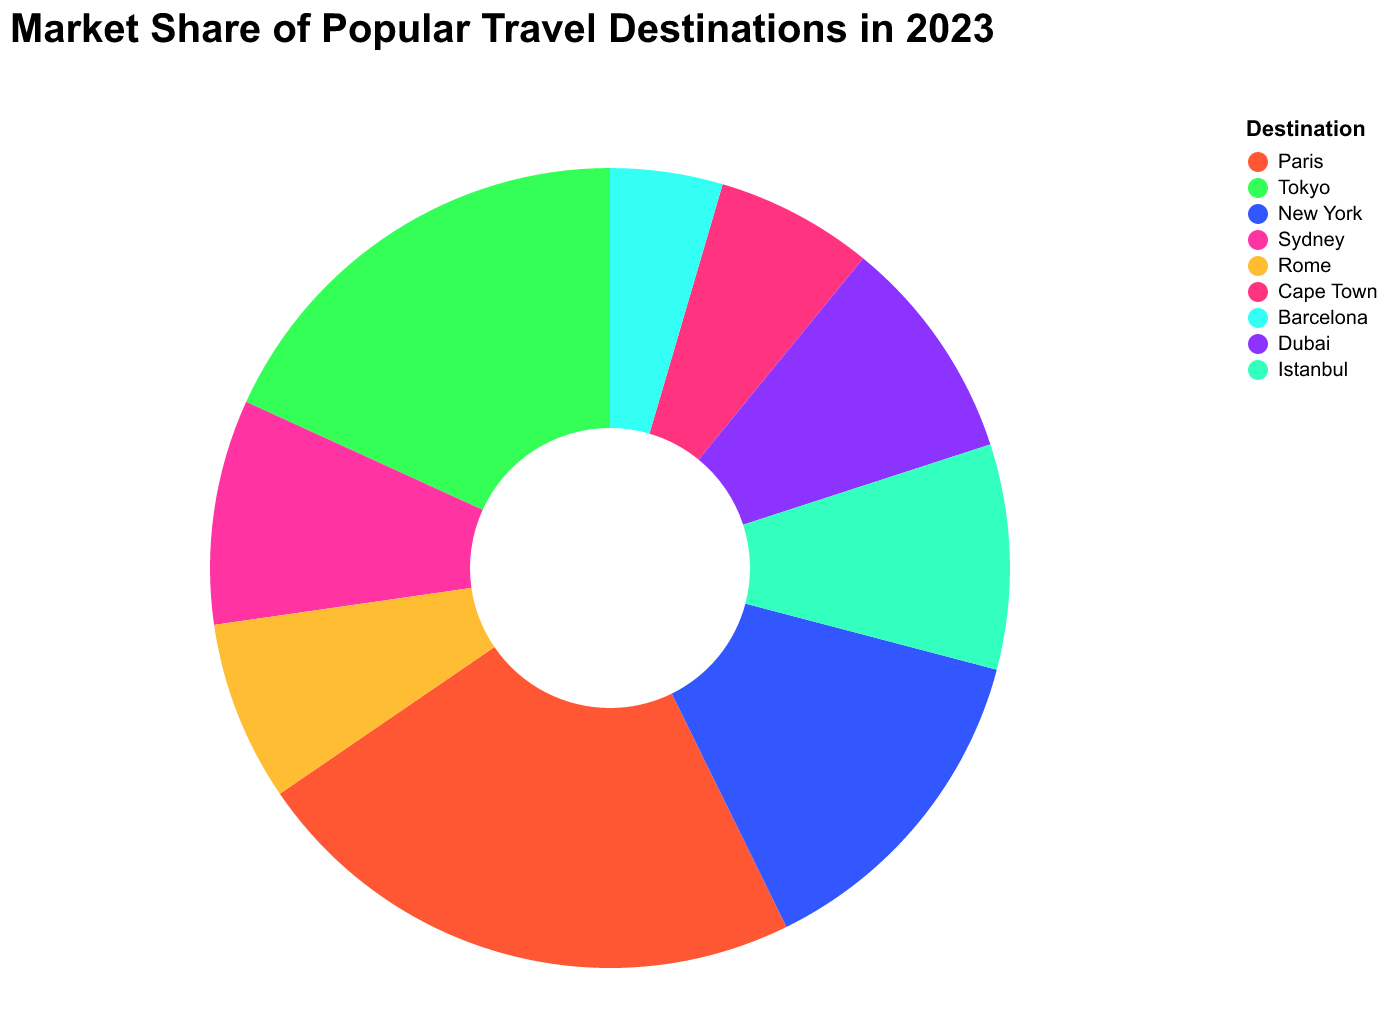 Market Share of Popular Travel Destinations in 2023
Destination
Paris
Tokyo
New York
Sydney
Rome
Cape Town
Barcelona
Dubai
Istanbul